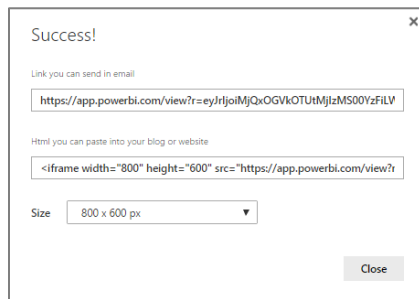 Success!
Link you can send in email
https://app.powerbi.com/view?r=eyJrIjoiMjQxOGVkOTUtMjIzMS00YzFiLW
Html you can paste into your blog or website
<iframe width="800" height="600" src="https://app.powerbi.com/view?r
Size 800 x 600 px
Close